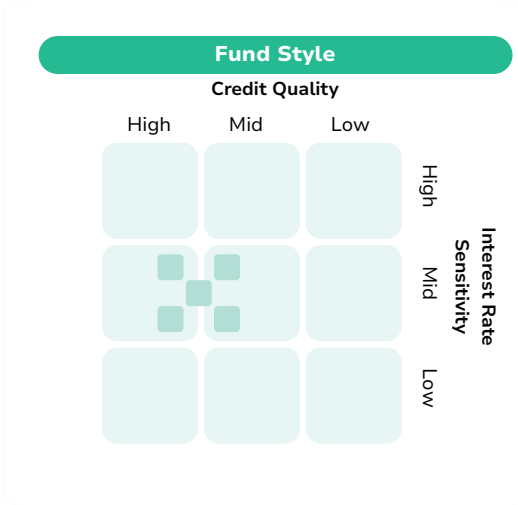 Fund Style
Credit Quality
High Mid Low
High
Mid
Low
Interest Rate
Sensitivity